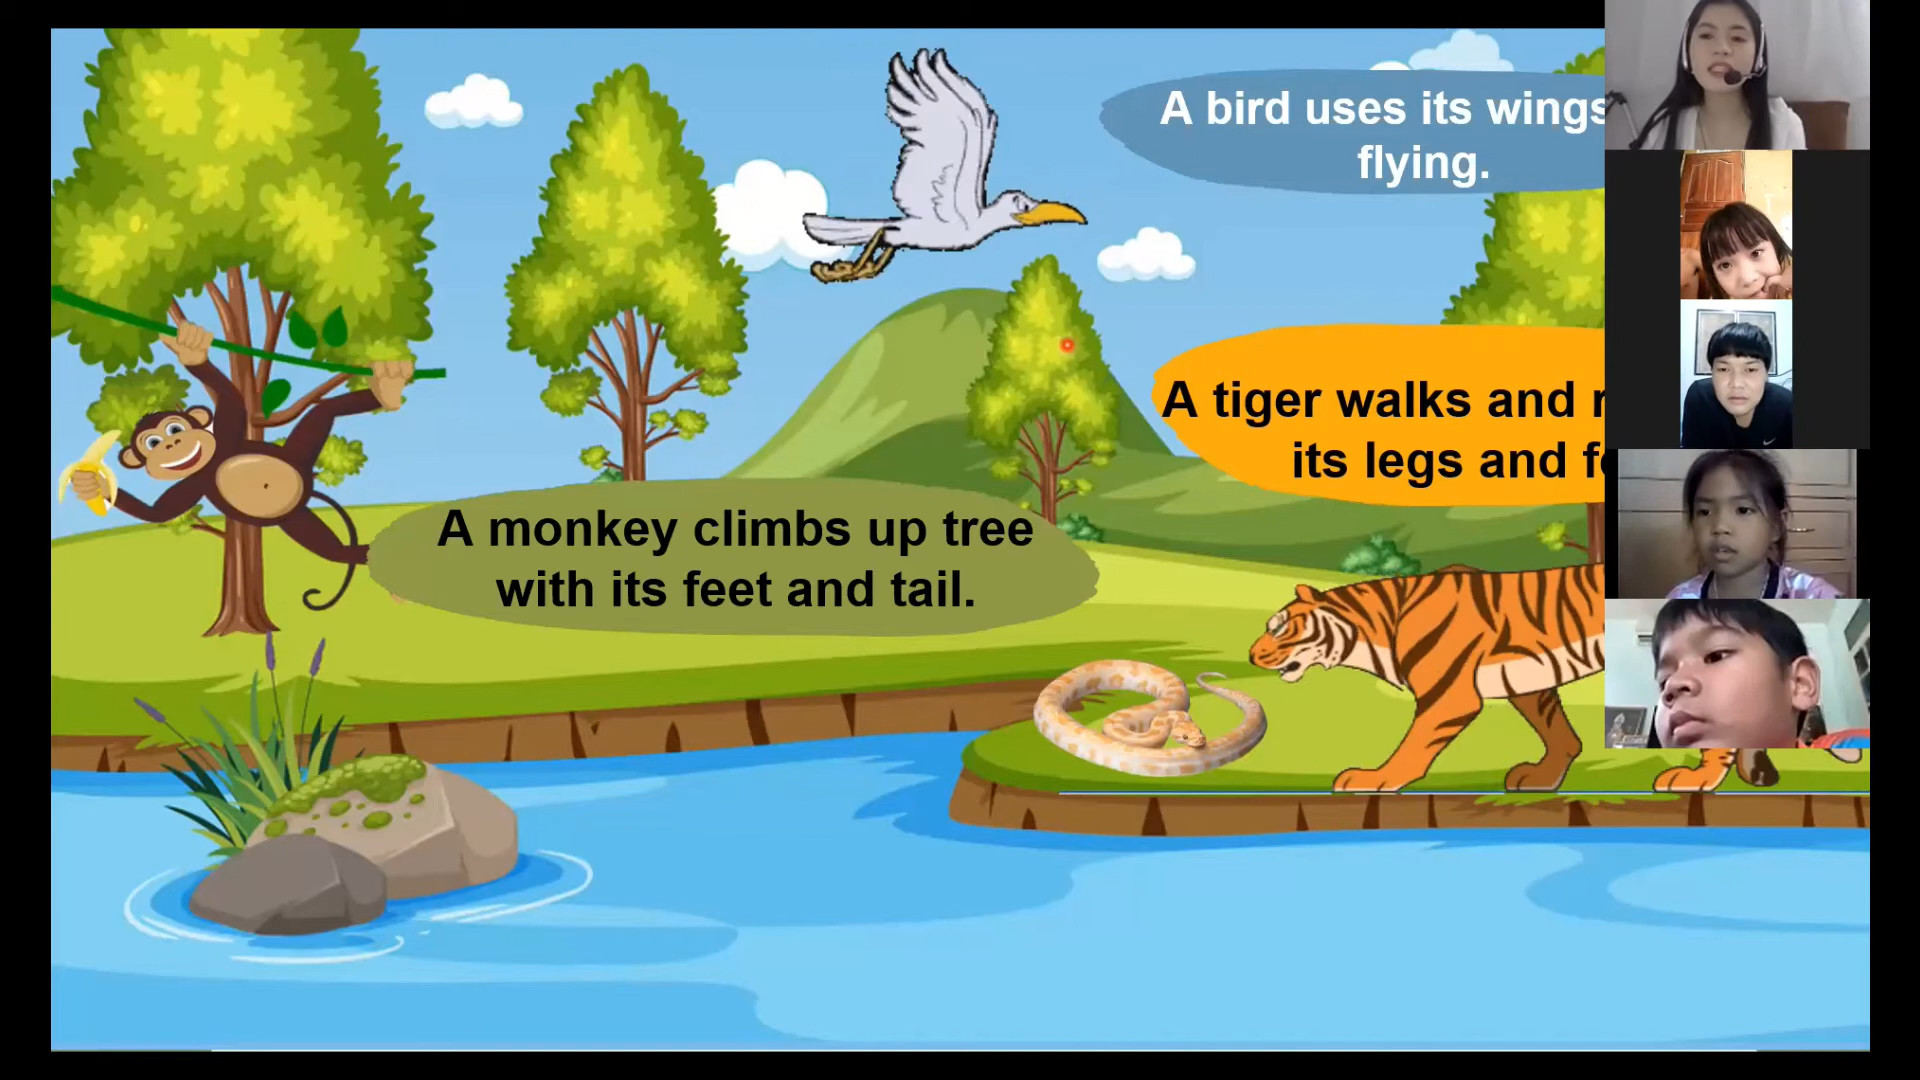 A bird uses its wings
flying.
A tiger walks and
its legs and
A monkey climbs up tree
with its feet and tail.